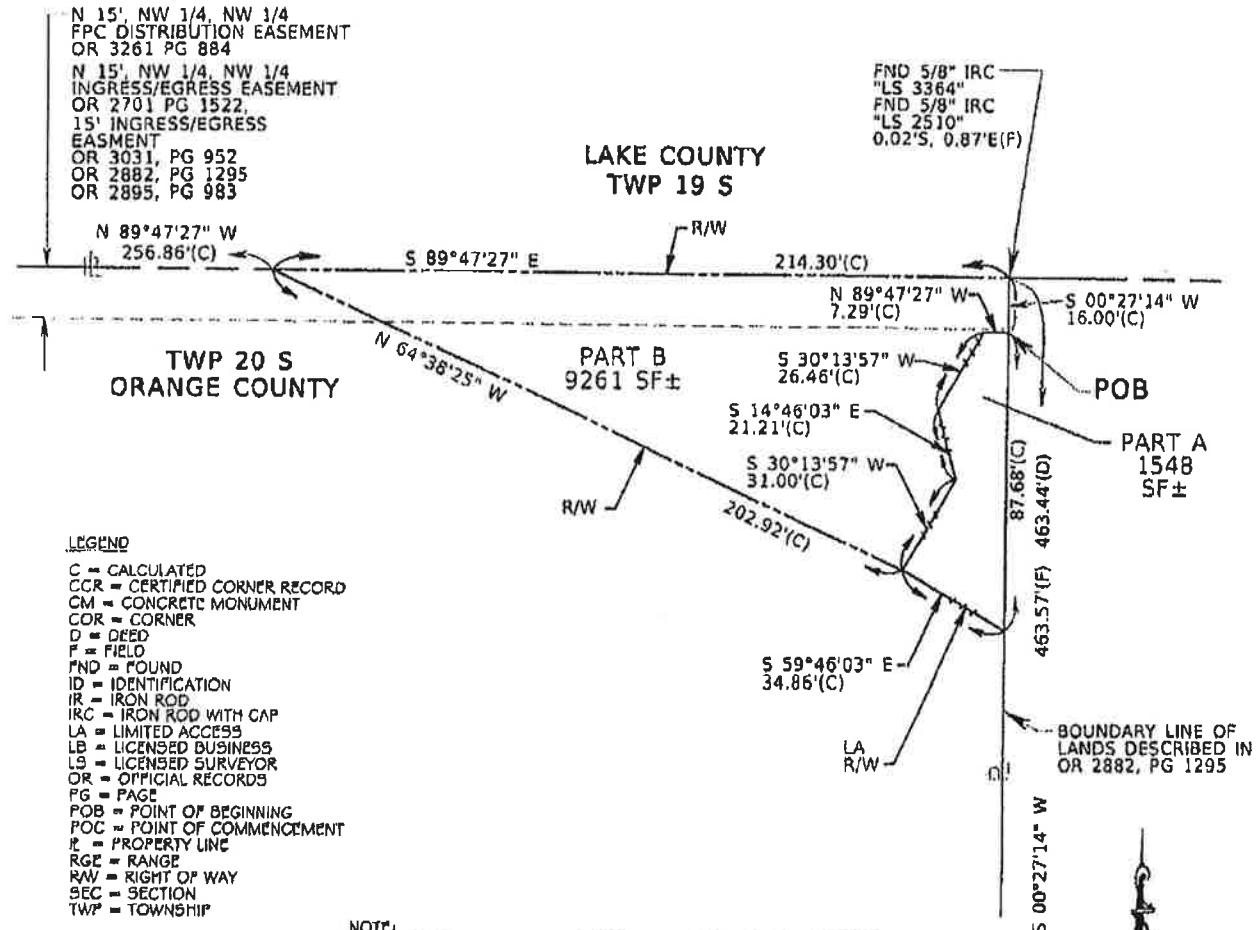 N 15', NW 1/4, NW 1/4
FPC DISTRIBUTION EASEMENT
OR 3261 PG 884
N 15', NW 1/4, NW 1/4
INGRESS/EGRESS EASEMENT
OR 2701 PG 1522,
15' INGRESS/EGRESS
EASMENT
OR 3031, PG 952
OR 2882, PG 1295
OR 2895, PG 983
FND 5/8" IRC
"LS 3364"
FND 5/8" IRC
"LS 2510"
0.02'S, 0.87'E(F)
LAKE COUNTY
TWP 19 S
R/W
N 89°47'27" W
256.86'(C)
S 89°47'27" E
214.30'(C)
N 89°47'27" W
7.29'(C)
S 00°27'14" W
16.00'(C)
TWP 20 S
ORANGE COUNTY
N 64°38'25" W
202.92'(C)
PART B
9261 SF±
S 30°13'57" W
26.46'(C)
POB
S 14°46'03" E
21.21'(C)
PART A
1548
SF±
S 30°13'57" W
31.00'(C)
R/W
87.68'(C)
463.57'(F) 463.44'(D)
S 59°46'03" E
34.86'(C)
LA
R/W
BOUNDARY LINE OF
LANDS DESCRIBED IN
OR 2882, PG 1295
S 00°27'14" W
LEGEND
C = CALCULATED
CCR = CERTIFIED CORNER RECORD
CM = CONCRETE MONUMENT
COR = CORNER
D = DEED
F = FIELD
FND = FOUND
ID = IDENTIFICATION
IR = IRON ROD
IRC = IRON ROD WITH CAP
LA = LIMITED ACCESS
LB = LICENSED BUSINESS
LS = LICENSED SURVEYOR
OR = OFFICIAL RECORDS
PG = PAGE
POB = POINT OF BEGINNING
POC = POINT OF COMMENCEMENT
PL = PROPERTY LINE
RGE = RANGE
R/W = RIGHT OF WAY
SEC = SECTION
TWP = TOWNSHIP
NOTE: